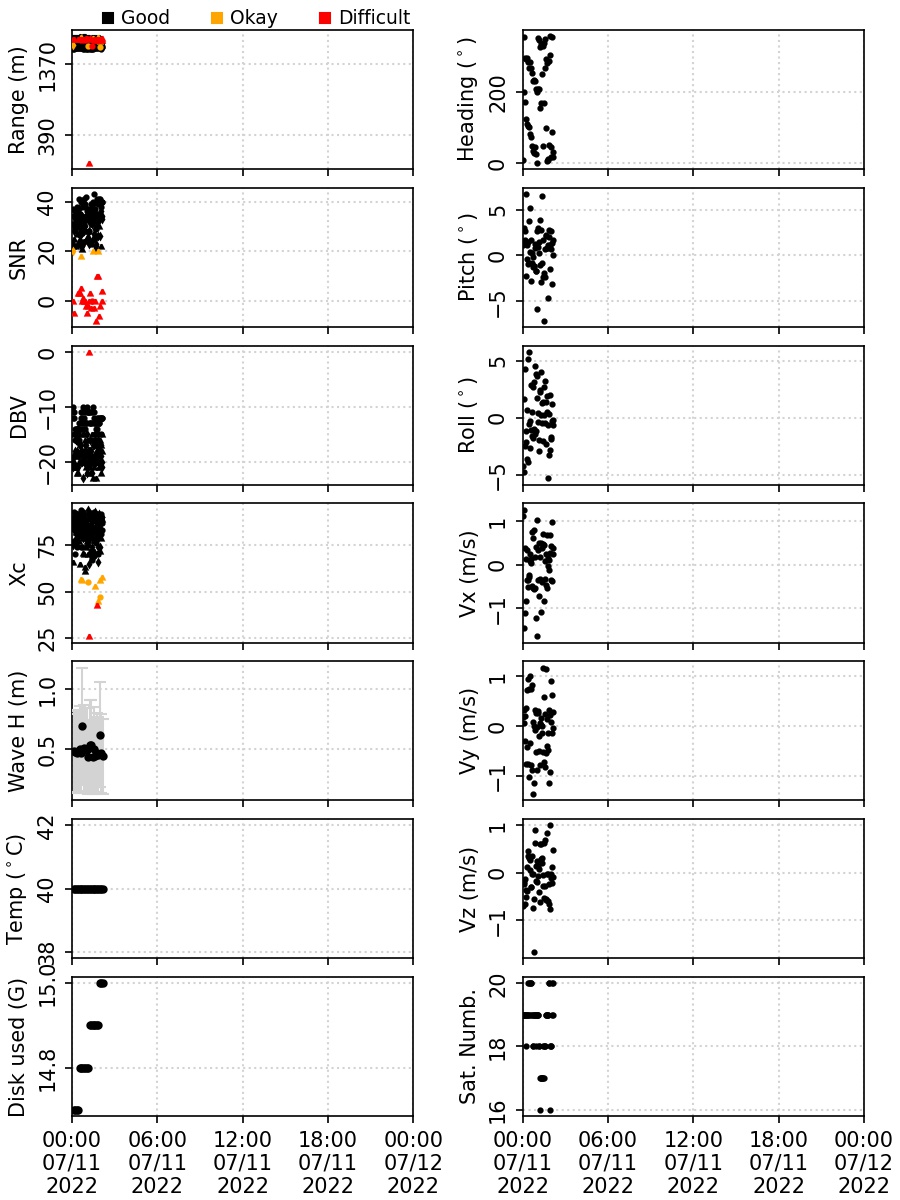 Good Okay Difficult
Range (m)
1370
390
Heading (°)
200
0
SNR
40
20
0
Pitch (°)
5
0
−5
DBV
0
−10
−20
Roll (°)
5
0
−5
Xc
75
50
25
Vx (m/s)
1
0
−1
Wave H (m)
1.0
0.5
Vy (m/s)
1
0
−1
Temp (°C)
42
40
38
Vz (m/s)
1
0
−1
Disk used (G)
15.0
14.8
Sat. Numb.
20
18
16
00:00 06:00 12:00 18:00 00:00 00:00 06:00 12:00 18:00 00:00
07/11 07/11 07/11 07/11 07/12 07/11 07/11 07/11 07/11 07/12
2022 2022 2022 2022 2022 2022 2022 2022 2022 2022